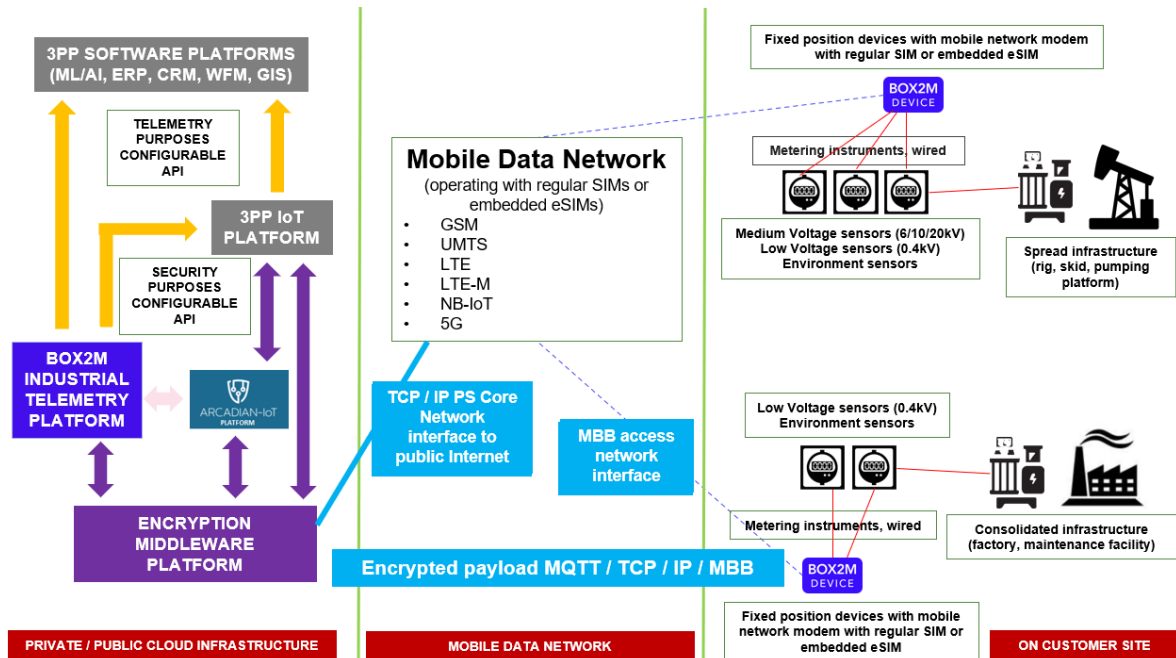 3PP SOFTWARE PLATFORMS
(ML/AI, ERP, CRM, WFM, GIS)
TELEMETRY
PURPOSES
CONFIGURABLE
API
3PP IoT
PLATFORM
SECURITY
PURPOSES
CONFIGURABLE
API
BOX2M
INDUSTRIAL
TELEMETRY
PLATFORM
ARCADIAN-IoT
PLATFORM
ENCRYPTION
MIDDLEWARE
PLATFORM
PRIVATE / PUBLIC CLOUD INFRASTRUCTURE
Mobile Data Network
(operating with regular SIMs or
embedded eSIMs)
• GSM
• UMTS
• LTE
• LTE-M
• NB-IoT
• 5G
TCP / IP PS Core
Network
interface to
public Internet
MBB access
network
interface
Encrypted payload MQTT / TCP / IP / MBB
MOBILE DATA NETWORK
Fixed position devices with mobile network modem
with regular SIM or embedded eSIM
BOX2M
DEVICE
Metering instruments, wired
Medium Voltage sensors (6/10/20kV)
Low Voltage sensors (0.4kV)
Environment sensors
Spread infrastructure
(rig, skid, pumping
platform)
Low Voltage sensors (0.4kV)
Environment sensors
Metering instruments, wired
Consolidated infrastructure
(factory, maintenance facility)
BOX2M
DEVICE
Fixed position devices with mobile
network modem with regular SIM or
embedded eSIM
ON CUSTOMER SITE